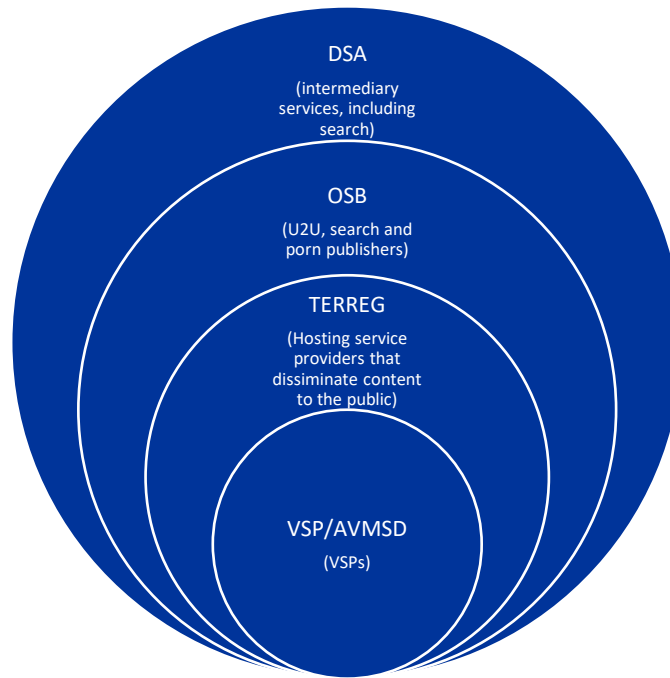 DSA
(intermediary
services, including
search)
OSB
(U2U, search and
porn publishers)
TERREG
(Hosting service
providers that
dissiminate content
to the public)
VSP/AVMSD
(VSPs)